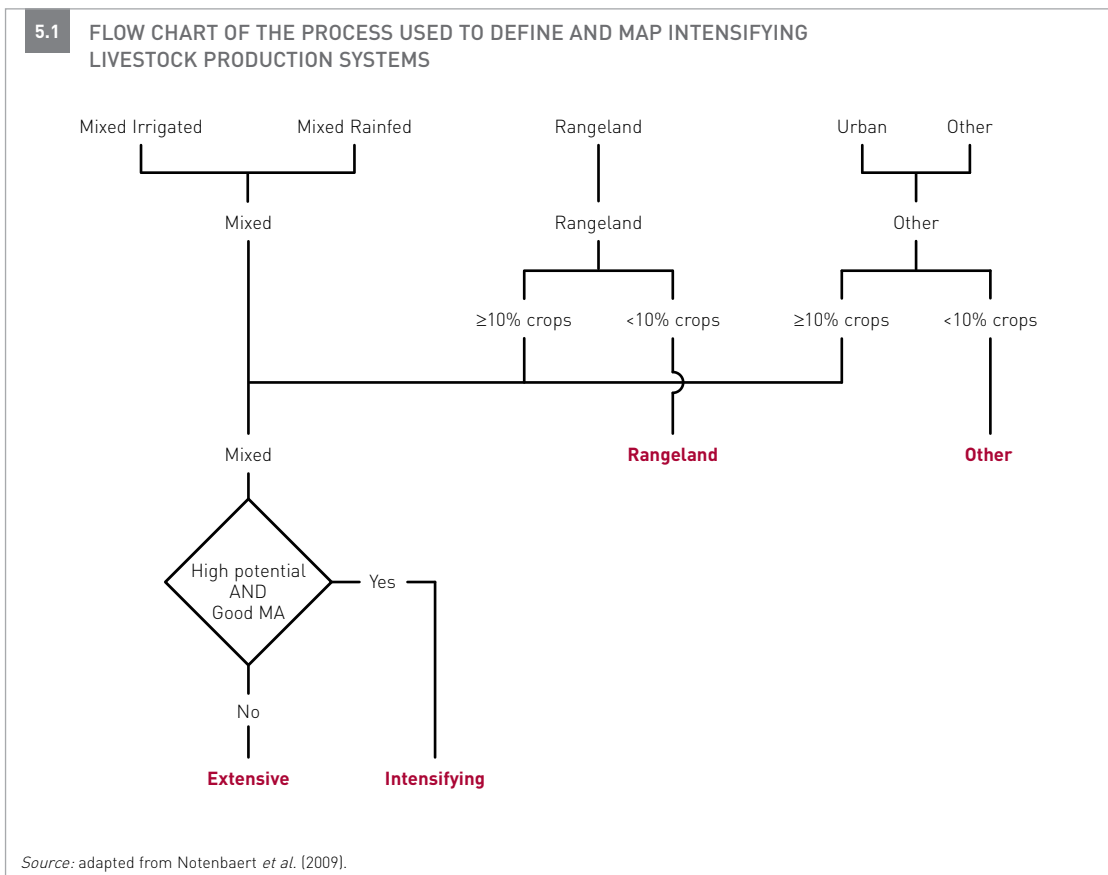 5.1 FLOW CHART OF THE PROCESS USED TO DEFINE AND MAP INTENSIFYING
LIVESTOCK PRODUCTION SYSTEMS
Mixed Irrigated Mixed Rainfed Rangeland Urban Other
Mixed Rangeland Other
≥10% crops <10% crops ≥10% crops <10% crops
Mixed Rangeland Other
High potential
AND
Good MA
Yes
No
Extensive Intensifying
Source: adapted from Notenbaert et al. (2009).